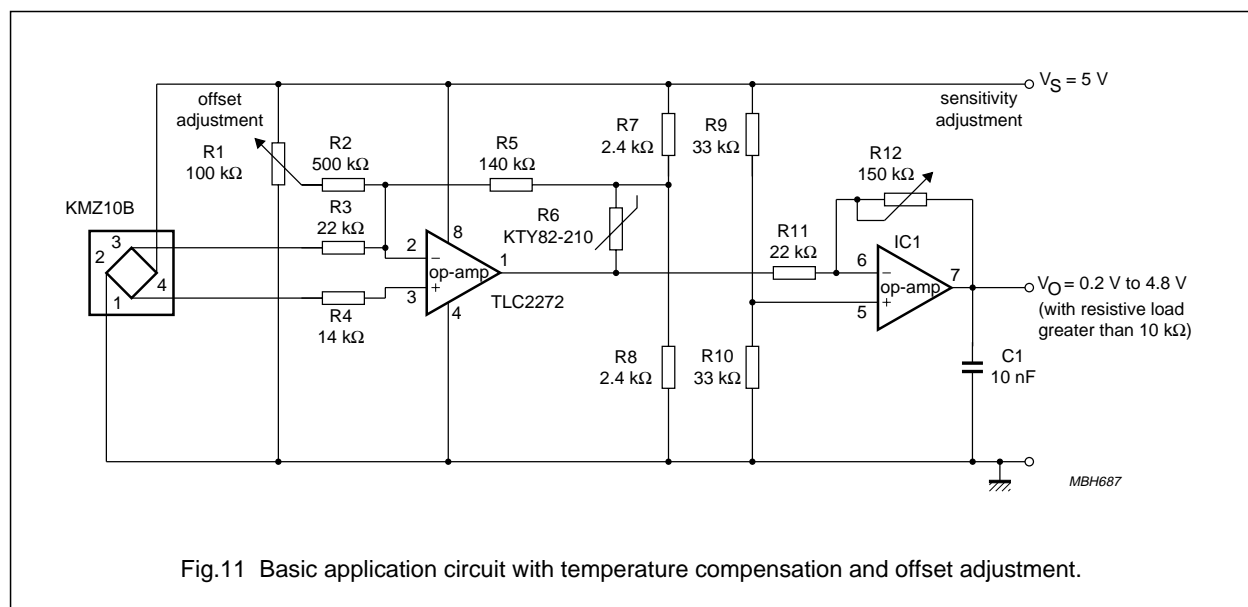 V_S = 5 V
offset
adjustment
sensitivity
adjustment
R1
100 kΩ
R2
500 kΩ
R5
140 kΩ
R7
2.4 kΩ
R9
33 kΩ
R12
150 kΩ
KMZ10B
R3
22 kΩ
R6
KTY82-210
R11
22 kΩ
IC1
2
3
4
1
2
8
−
op-amp
+
1
3
4
TLC2272
6
−
op-amp
+
7
5
V_O = 0.2 V to 4.8 V
(with resistive load
greater than 10 kΩ)
R4
14 kΩ
R8
2.4 kΩ
R10
33 kΩ
C1
10 nF
MBH687
Fig.11 Basic application circuit with temperature compensation and offset adjustment.